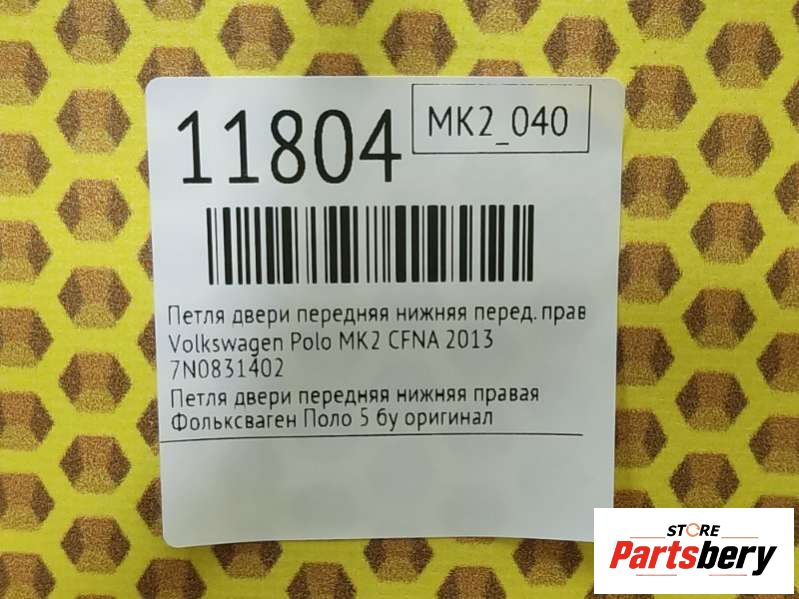 11804
MK2_040
Петля двери передняя нижняя перед. прав
Volkswagen Polo MK2 CFNA 2013
7N0831402
Петля двери передняя нижняя правая
Фольксваген Поло 5 бу оригинал
STORE
Partsbery